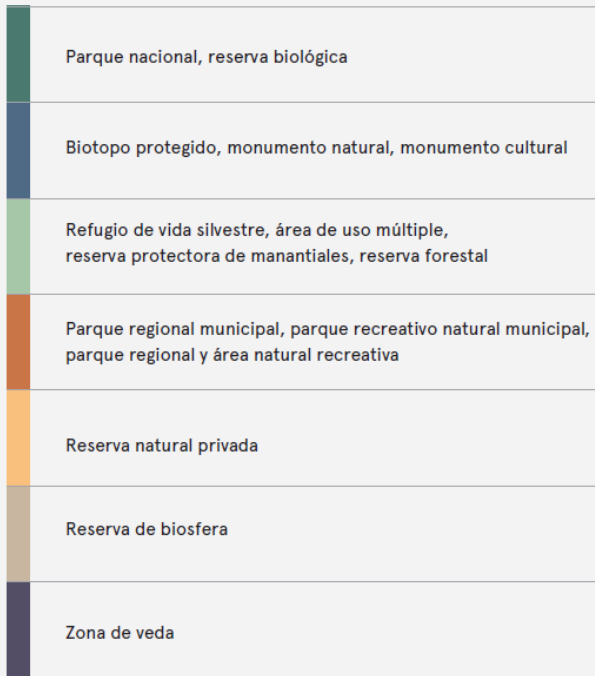 Parque nacional, reserva biológica
Biotopo protegido, monumento natural, monumento cultural
Refugio de vida silvestre, área de uso múltiple,
reserva protectora de manantiales, reserva forestal
Parque regional municipal, parque recreativo natural municipal,
parque regional y área natural recreativa
Reserva natural privada
Reserva de biosfera
Zona de veda